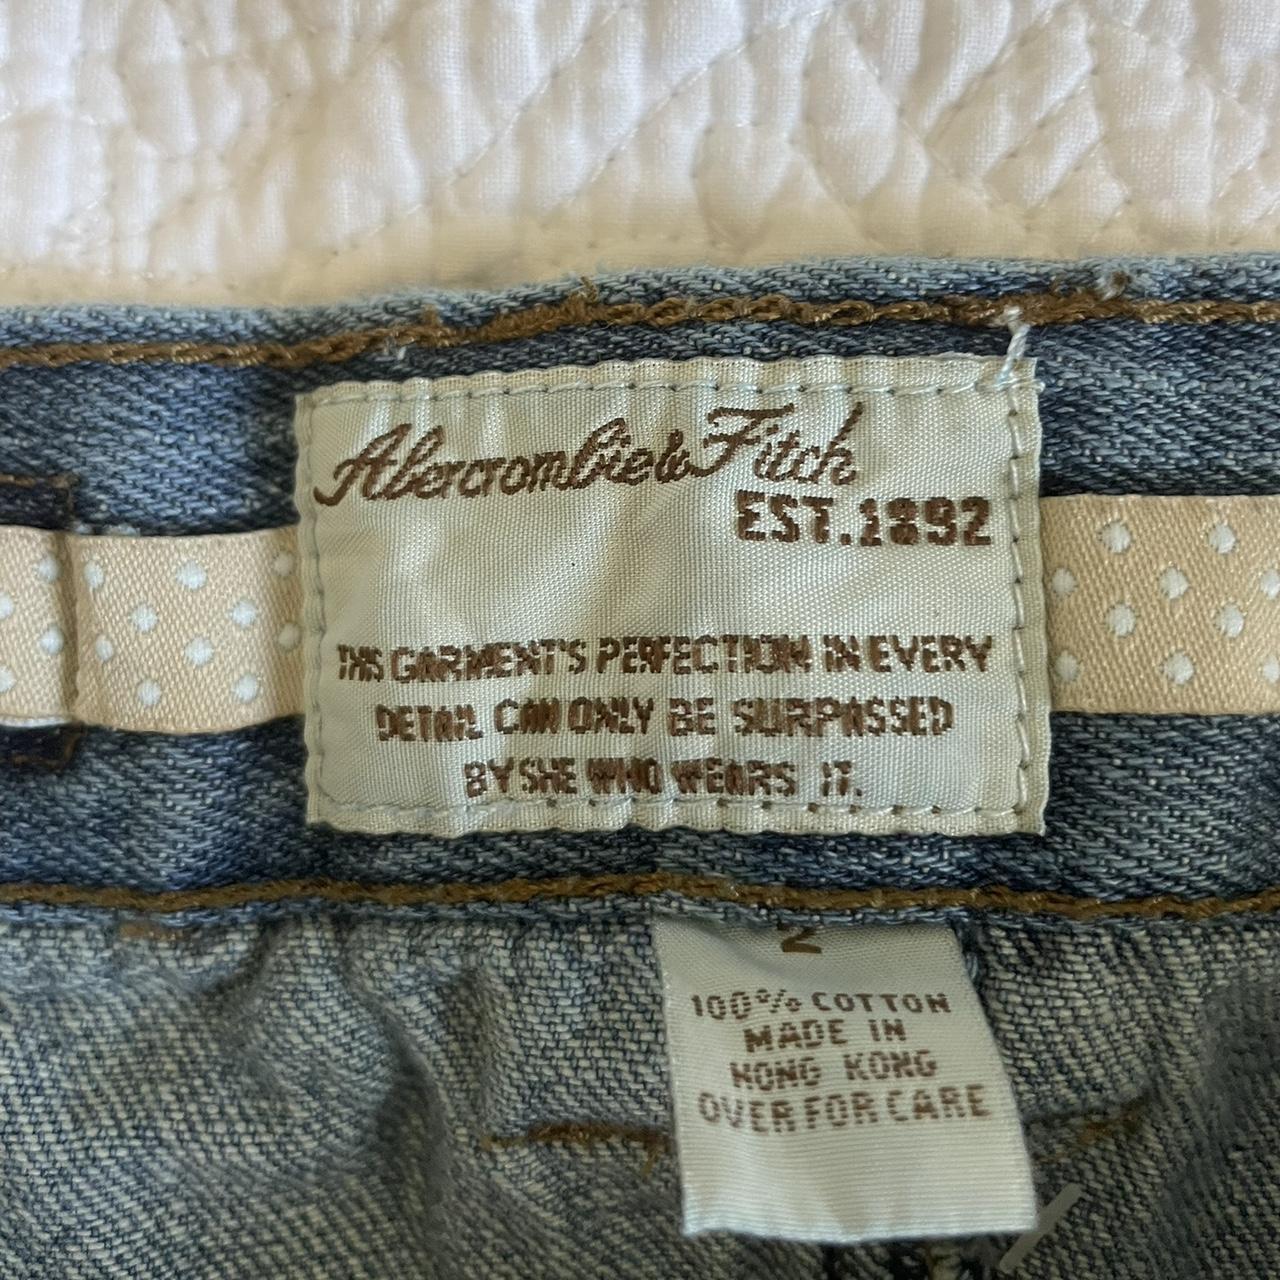 Abercrombie & Fitch
EST.1892
THIS GARMENT'S PERFECTION IN EVERY
DETAIL CAN ONLY BE SURPASSED
BY SHE WHO WEARS IT.
2
100% COTTON
MADE IN
HONG KONG
OVER FOR CARE